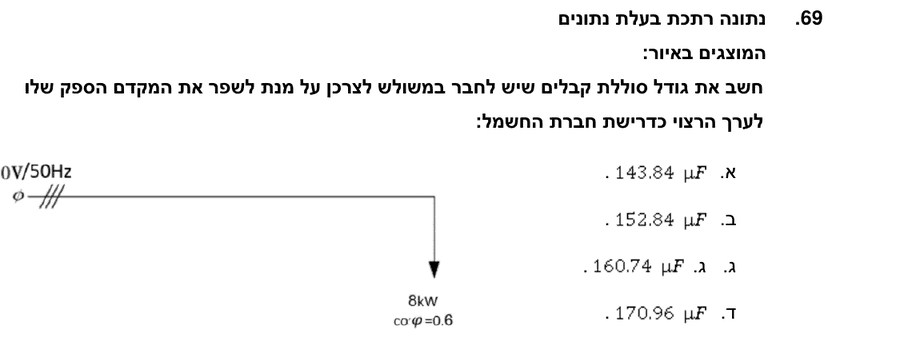 69. נתונה רתכת בעלת נתונים
המוצגים באיור:
חשב את גודל סוללת קבלים שיש לחבר במשולש לצרכן על מנת לשפר את המקדם הספק שלו
לערך הרצוי כדרישת חברת החשמל:
א. 143.84 μF .
ב. 152.84 μF .
ג. ג. 160.74 μF .
ד. 170.96 μF .
0V/50Hz
φ
8kW
co φ=0.6